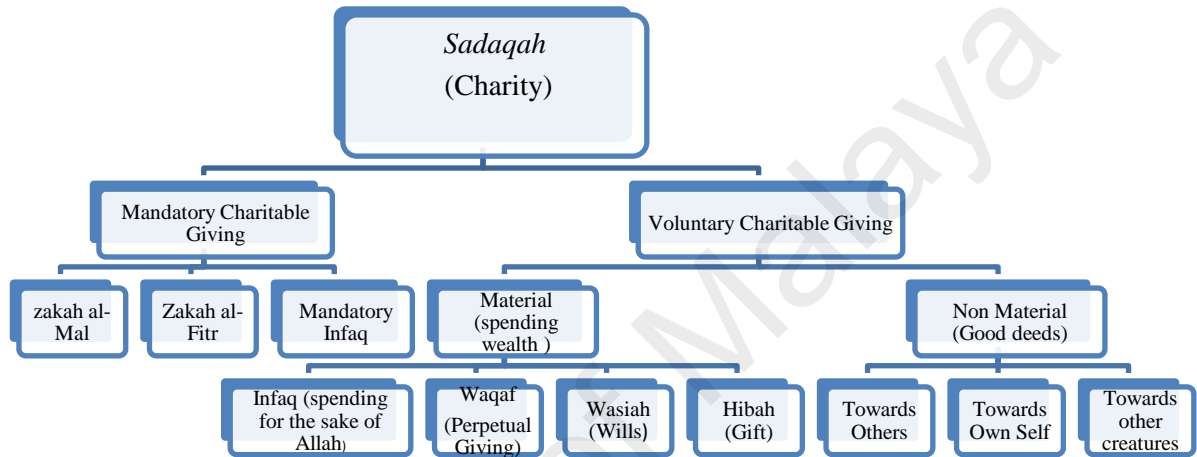 Sadaqah
(Charity)
Mandatory Charitable
Giving
Voluntary Charitable Giving
zakah al-
Mal
Zakah al-
Fitr
Mandatory
Infaq
Material
(spending
wealth )
Non Material
(Good deeds)
Infaq (spending
for the sake of
Allah)
Waqaf
(Perpetual
Giving)
Wasiah
(Wills)
Hibah
(Gift)
Towards
Others
Towards
Own Self
Towards
other
creatures
of Malaya